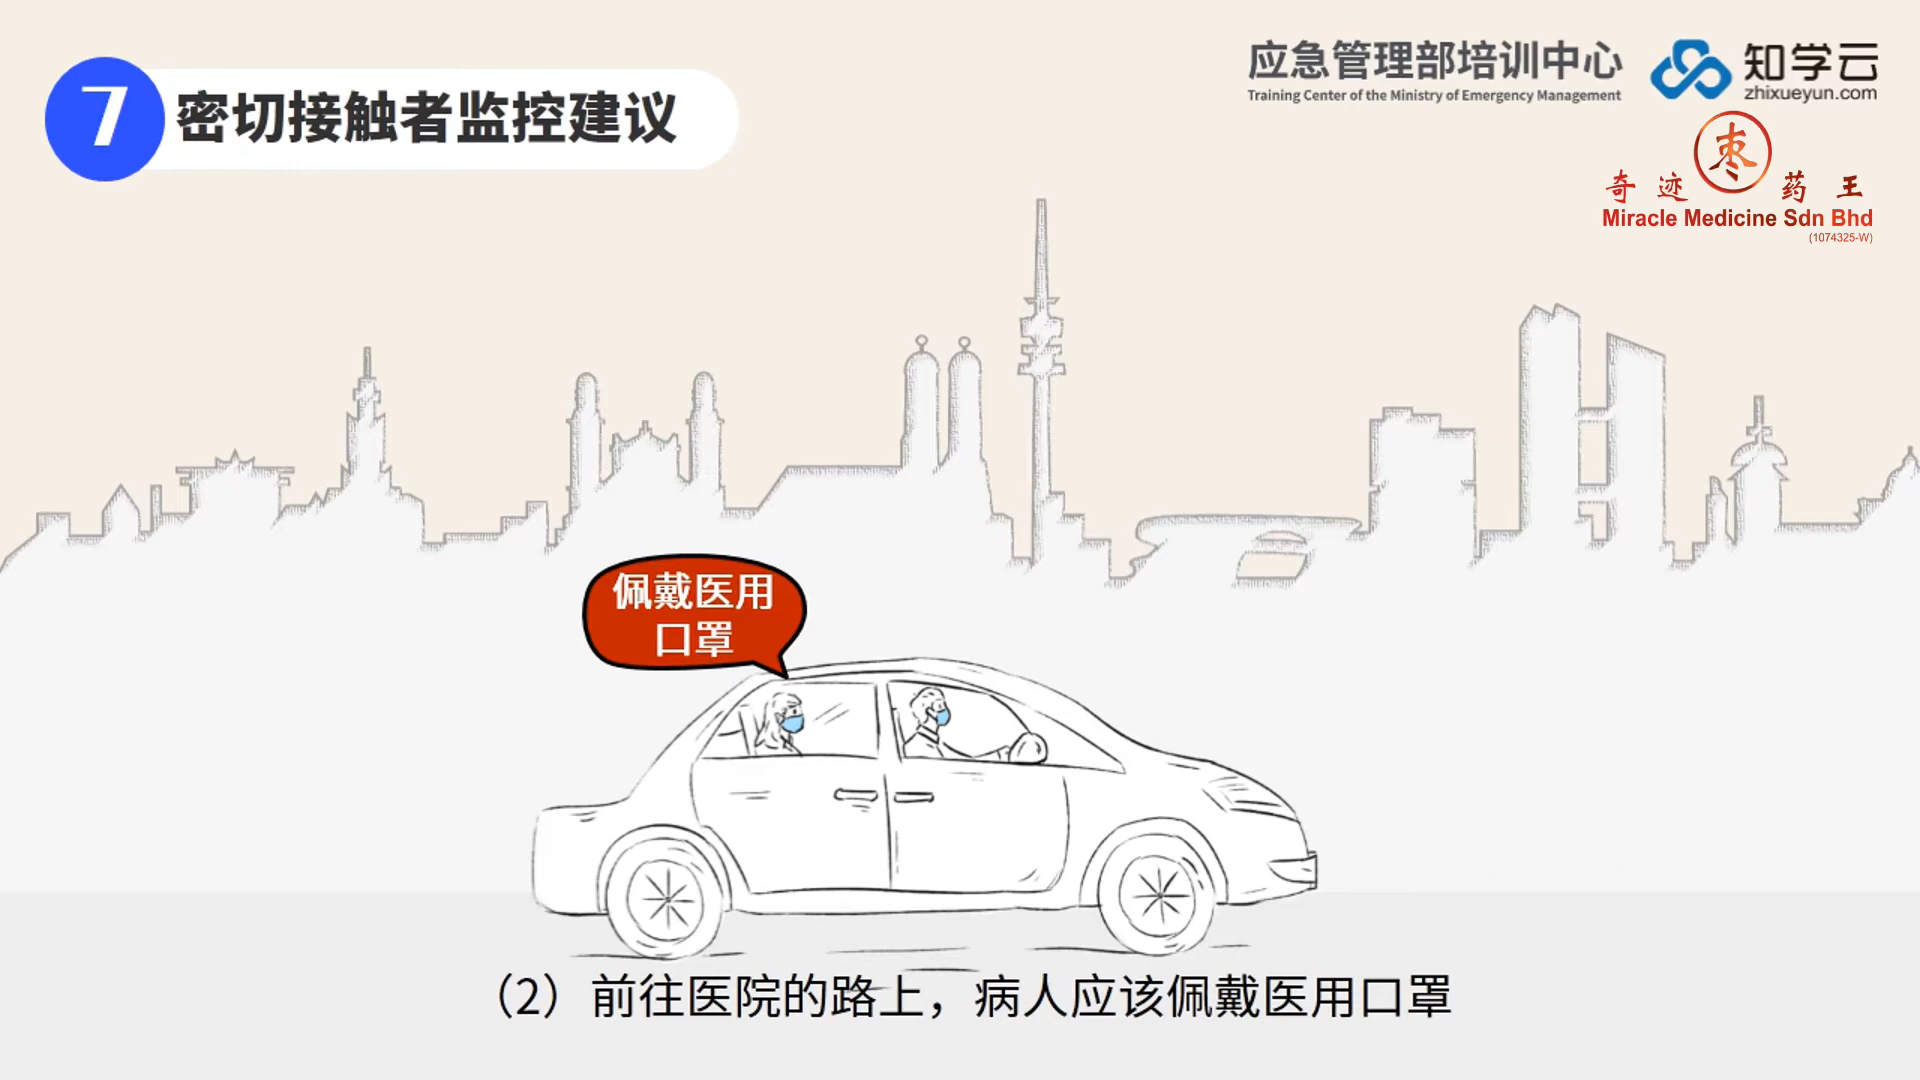 7 密切接触者监控建议
应急管理部培训中心
Training Center of the Ministry of Emergency Management
知学云
zhixueyun.com
枣
奇迹 药王
Miracle Medicine Sdn Bhd
(1074325-W)
佩戴医用
口罩
（2）前往医院的路上，病人应该佩戴医用口罩